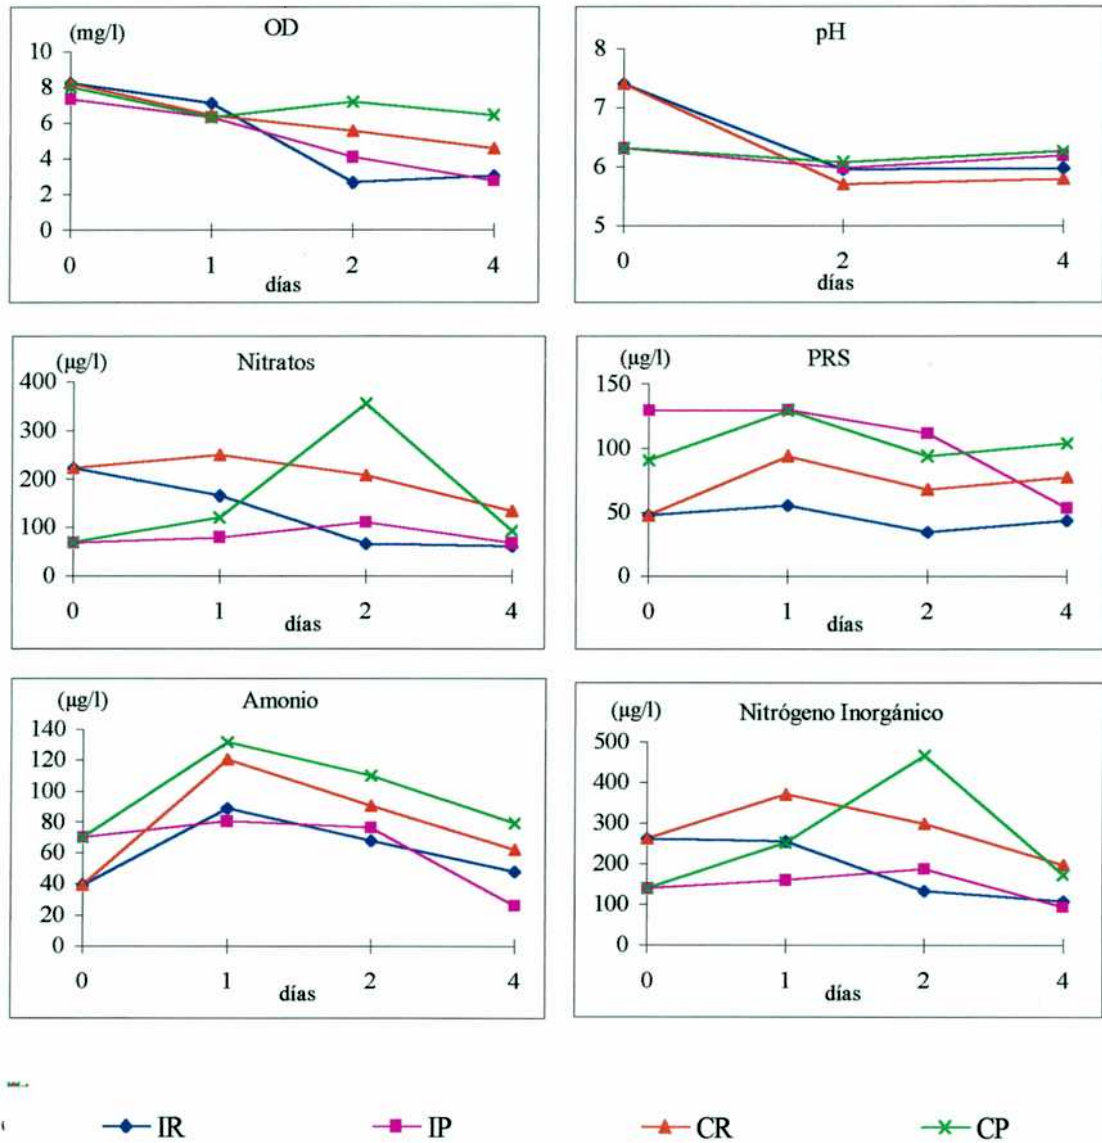 OD
(mg/l)
10
8
6
4
2
0
0 1 2 4
días
pH
8
7
6
5
0 2 4
días
Nitratos
(µg/l)
400
300
200
100
0
0 1 2 4
días
PRS
(µg/l)
150
100
50
0
0 1 2 4
días
Amonio
(µg/l)
140
120
100
80
60
40
20
0
0 1 2 4
días
Nitrógeno Inorgánico
(µg/l)
500
400
300
200
100
0
0 1 2 4
días
IR IP CR CP